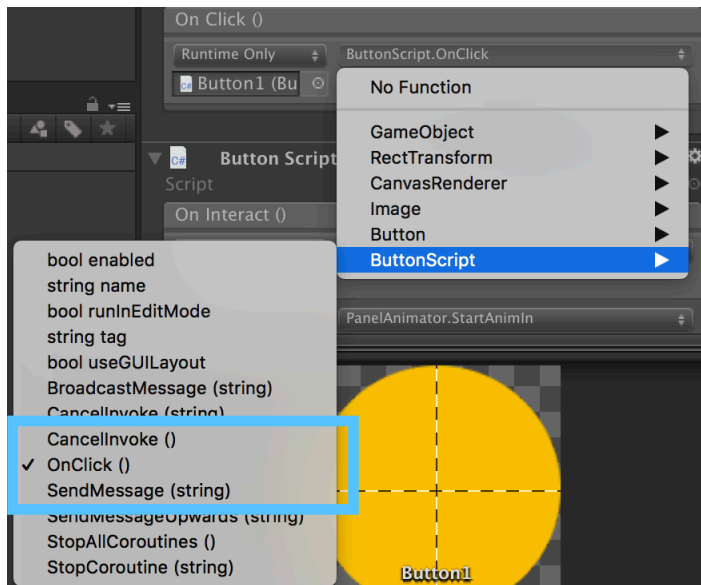 On Click ()
Runtime Only
ButtonScript.OnClick
Button1 (Bu
No Function
GameObject
RectTransform
CanvasRenderer
Image
Button
ButtonScript
C#
Button Script
Script
On Interact ()
PanelAnimator.StartAnimIn
bool enabled
string name
bool runInEditMode
string tag
bool useGUILayout
BroadcastMessage (string)
CancelInvoke (string)
CancelInvoke ()
✓ OnClick ()
SendMessage (string)
SendMessageUpwards (string)
StopAllCoroutines ()
StopCoroutine (string)
Button1